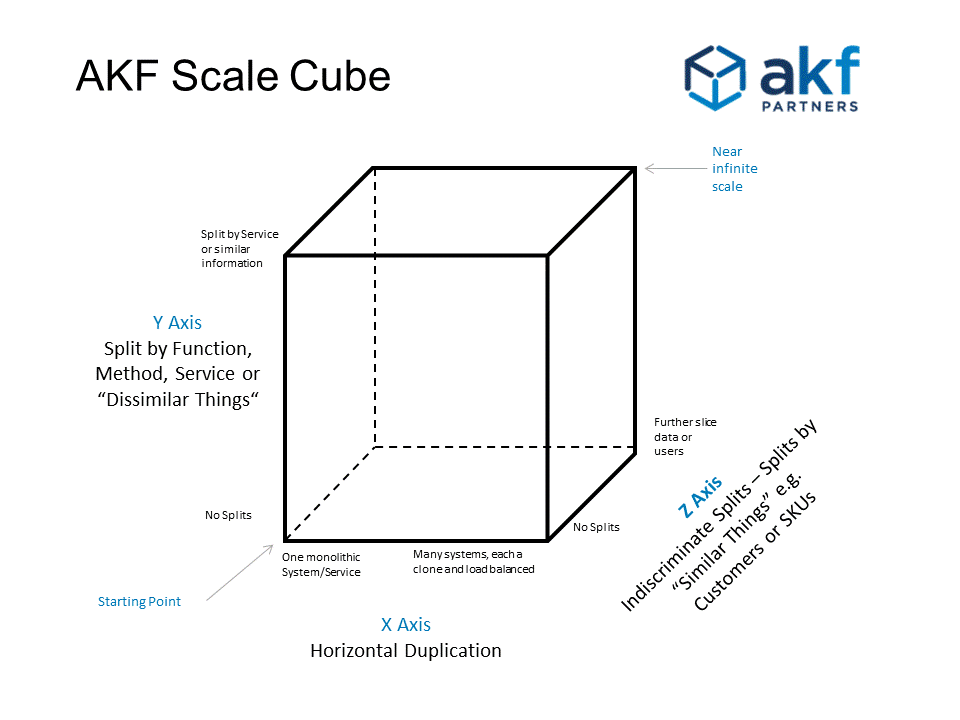 AKF Scale Cube
akf
PARTNERS
Near
infinite
scale
Split by Service
or similar
information
Y Axis
Split by Function,
Method, Service or
“Dissimilar Things“
Further slice
data or
users
Z Axis
Indiscriminate Splits – Splits by
“Similar Things” e.g.
Customers or SKUs
No Splits
No Splits
One monolithic
System/Service
Many systems, each a
clone and load balanced
Starting Point
X Axis
Horizontal Duplication